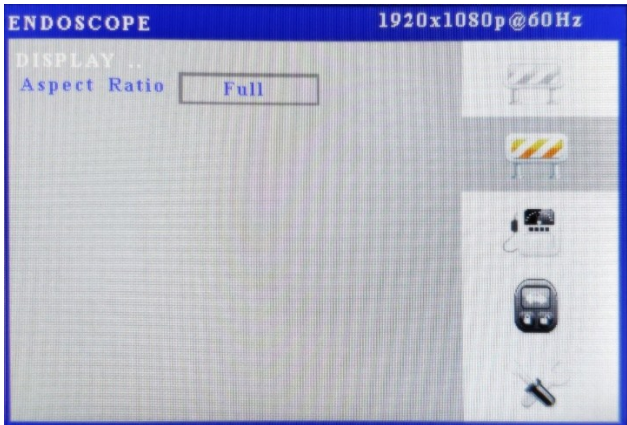 ENDOSCOPE
1920x1080p@60Hz
DISPLAY ..
Aspect Ratio
Full